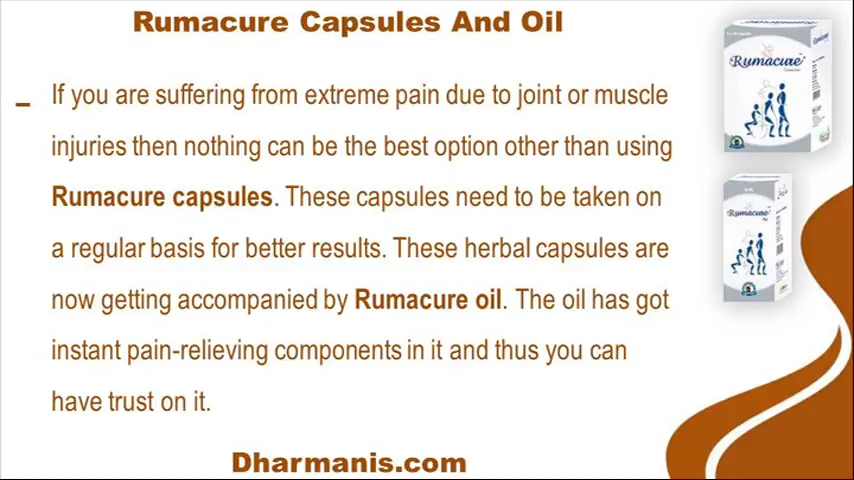 Rumacure Capsules And Oil
If you are suffering from extreme pain due to joint or muscle
injuries then nothing can be the best option other than using
Rumacure capsules. These capsules need to be taken on
a regular basis for better results. These herbal capsules are
now getting accompanied by Rumacure oil. The oil has got
instant pain-relieving components in it and thus you can
have trust on it.
Dharmanis.com
Rumacure
Rumacure